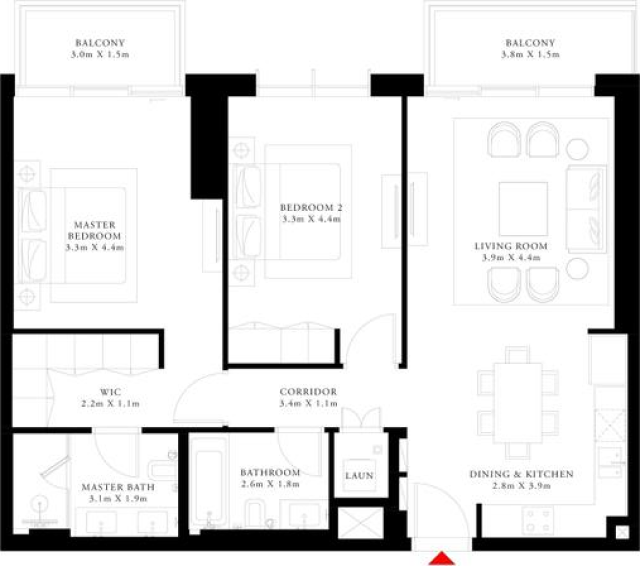 BALCONY
3.0m X 1.5m
BALCONY
3.8m X 1.5m
MASTER
BEDROOM
3.3m X 4.4m
BEDROOM 2
3.3m X 4.4m
LIVING ROOM
3.9m X 4.4m
WIC
2.2m X 1.1m
CORRIDOR
3.4m X 1.1m
MASTER BATH
3.1m X 1.9m
BATHROOM
2.6m X 1.8m
LAUN
DINING & KITCHEN
2.8m X 3.9m